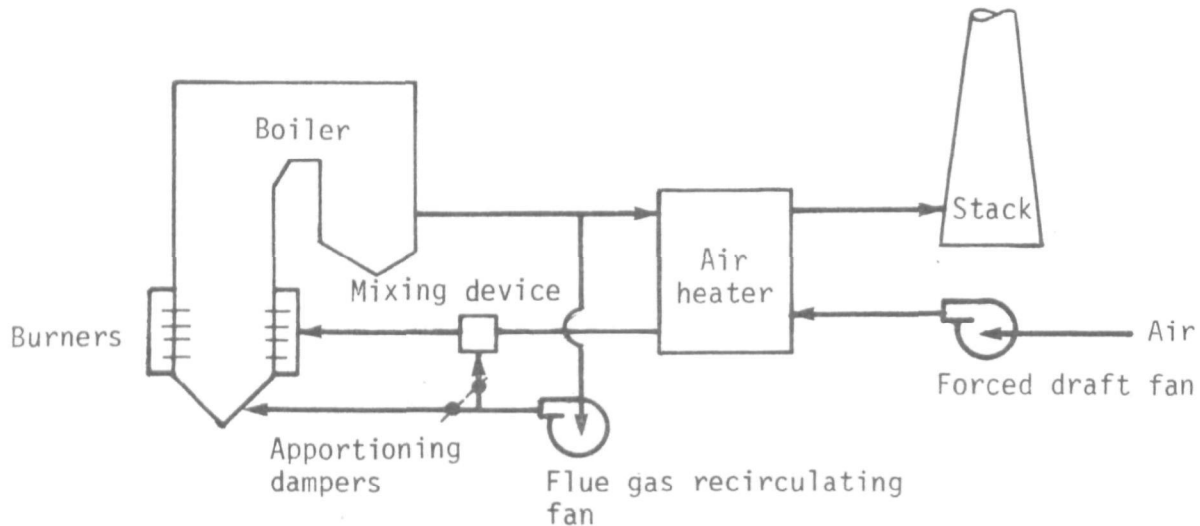 Boiler
Stack
Air
heater
Mixing device
Burners
Air
Forced draft fan
Apportioning
dampers
Flue gas recirculating
fan